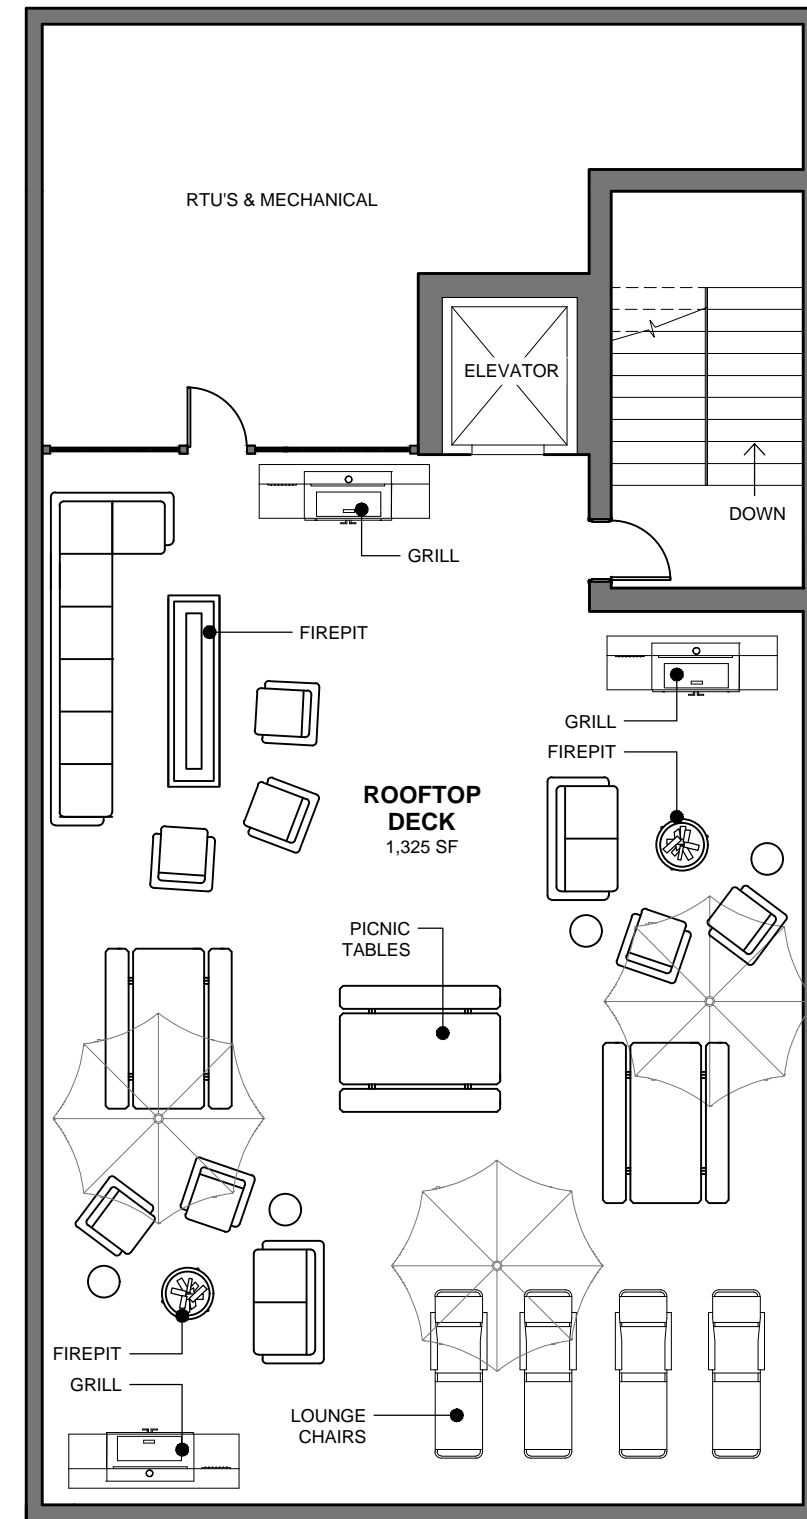 RTU'S & MECHANICAL
ELEVATOR
DOWN
GRILL
FIREPIT
GRILL
FIREPIT
ROOFTOP
DECK
1,325 SF
PICNIC
TABLES
FIREPIT
GRILL
LOUNGE
CHAIRS